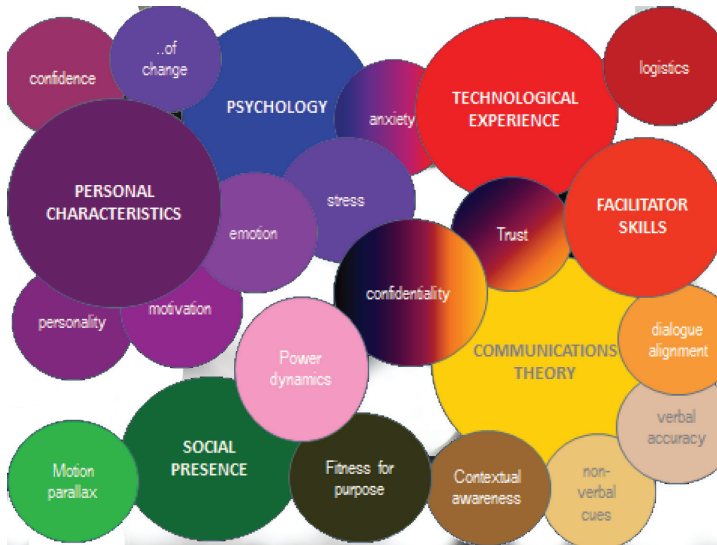 ..of
change
confidence
PSYCHOLOGY
anxiety
TECHNOLOGICAL
EXPERIENCE
logistics
PERSONAL
CHARACTERISTICS
stress
emotion
Trust
FACILITATOR
SKILLS
confidentiality
personality
motivation
Power
dynamics
COMMUNICATIONS
THEORY
dialogue
alignment
verbal
accuracy
SOCIAL
PRESENCE
Motion
parallax
Fitness for
purpose
Contextual
awareness
non-
verbal
cues